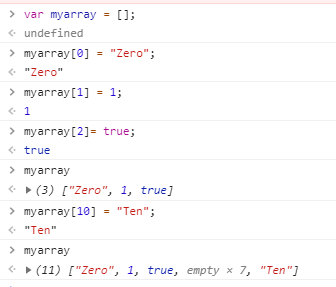 > var myarray = [];
< undefined
> myarray[0] = "Zero";
< "Zero"
> myarray[1] = 1;
< 1
> myarray[2]= true;
< true
> myarray
< ▶ (3) ["Zero", 1, true]
> myarray[10] = "Ten";
< "Ten"
> myarray
< ▶ (11) ["Zero", 1, true, empty × 7, "Ten"]